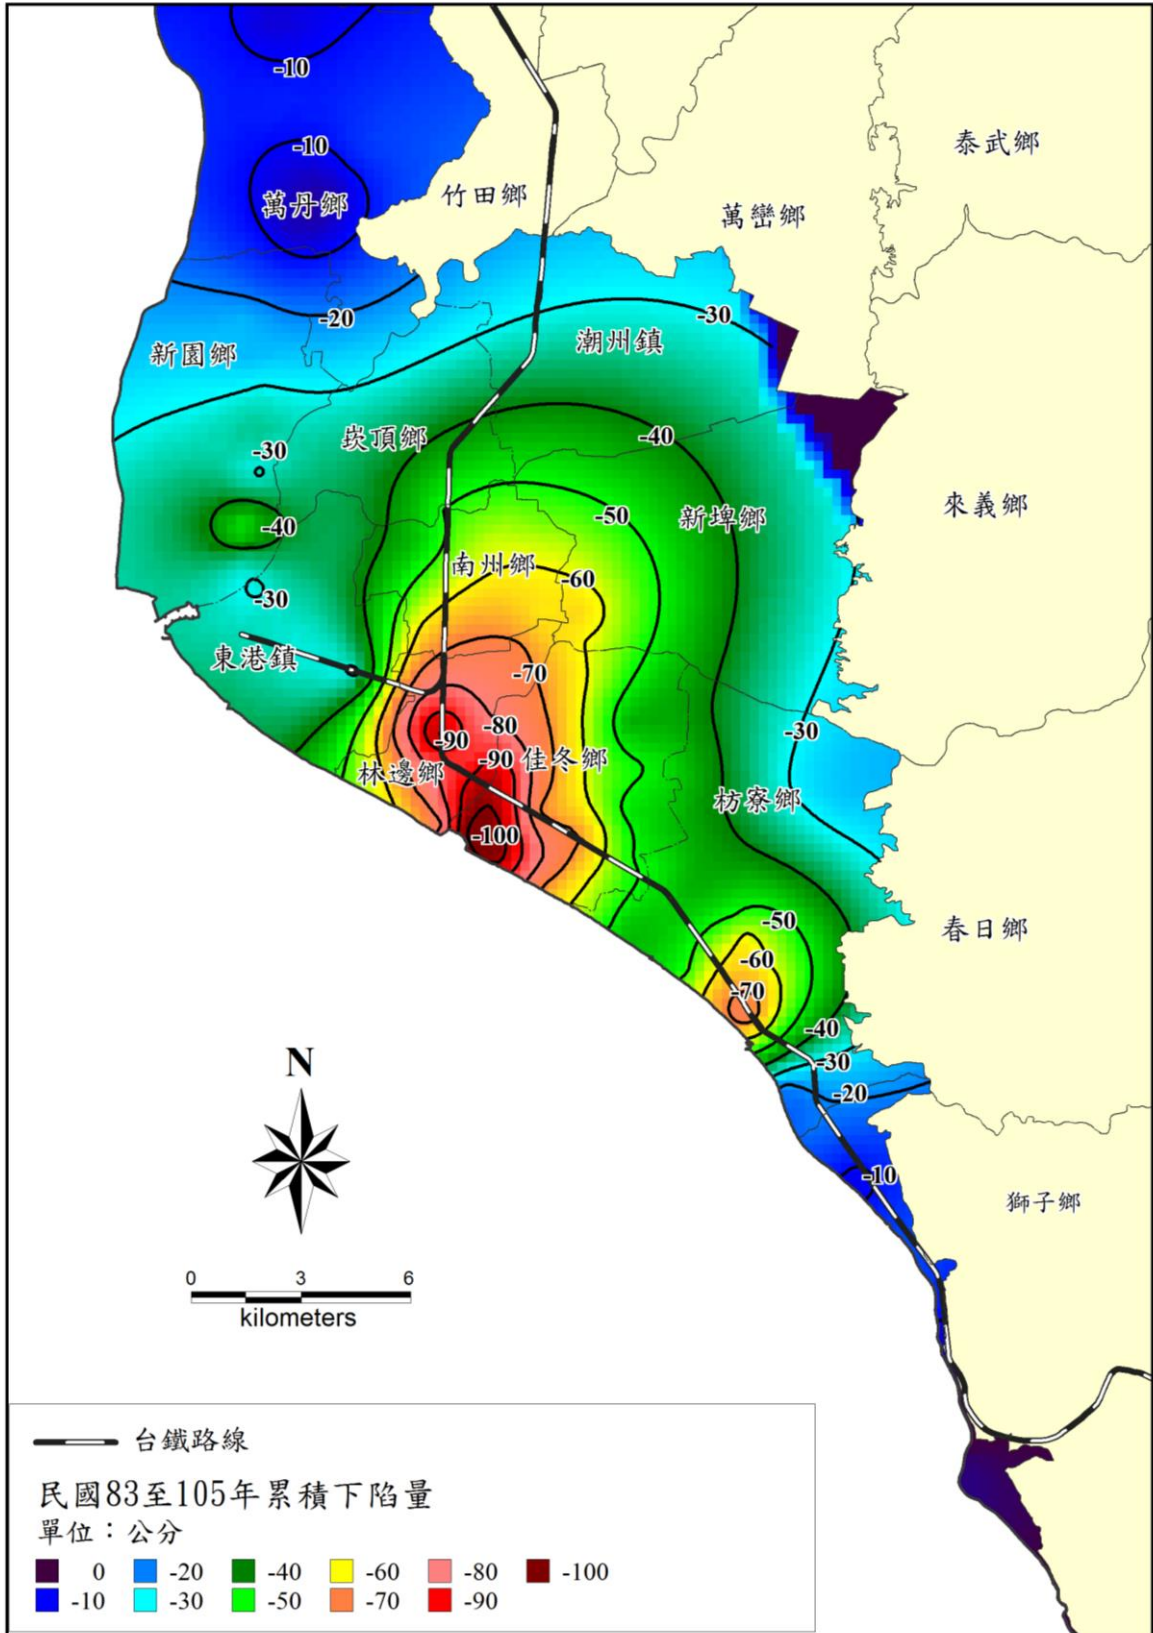 -10
-10
泰武鄉
竹田鄉
萬丹鄉
萬巒鄉
-20
-30
新園鄉
潮州鎮
崁頂鄉
-40
-30
來義鄉
-50
新埤鄉
-40
南州鄉
-60
-30
東港鎮
-70
-80
-30
-90
-90
佳冬鄉
林邊鄉
枋寮鄉
-100
-50
春日鄉
-60
-70
-40
-30
-20
N
-10
獅子鄉
0 3 6
kilometers
台鐵路線
民國83至105年累積下陷量
單位：公分
0 -20 -40 -60 -80 -100
-10 -30 -50 -70 -90